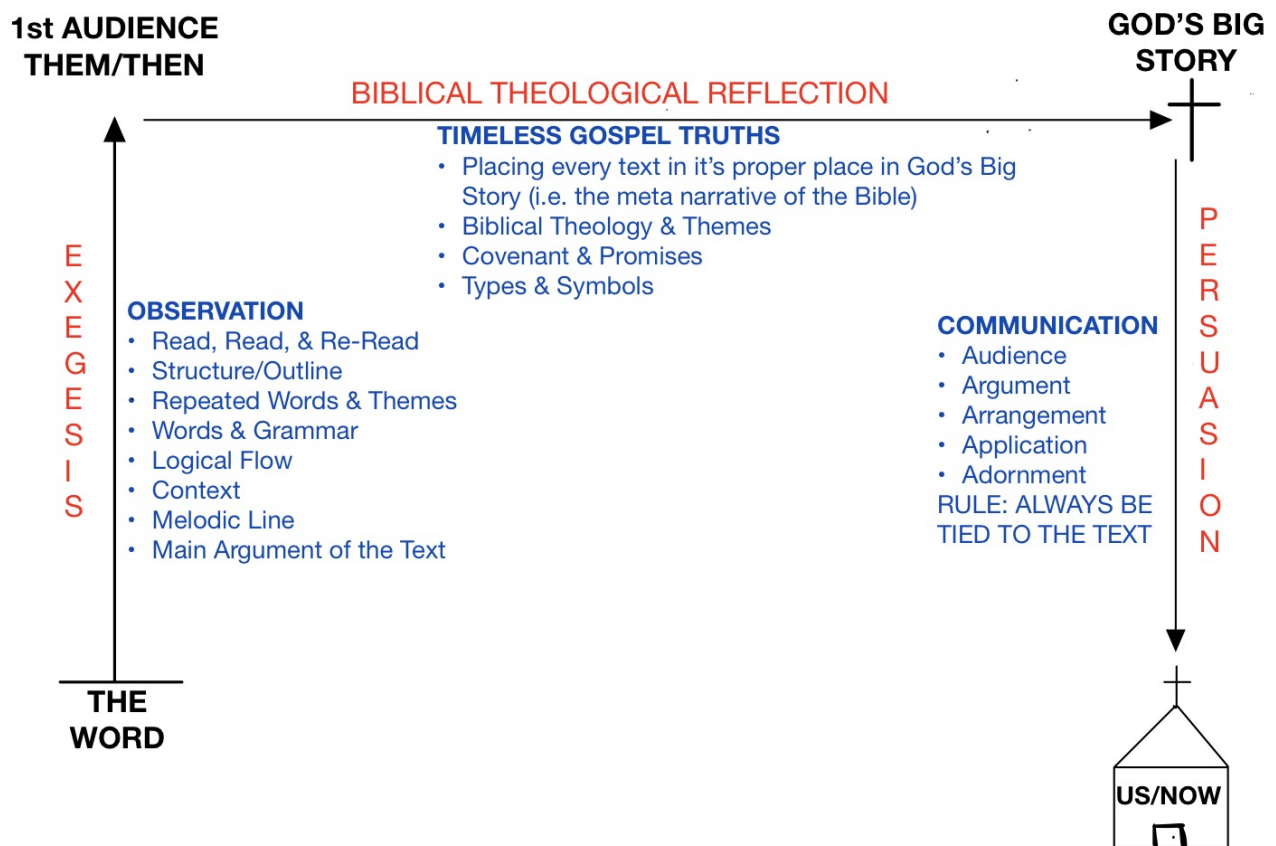 1st AUDIENCE
THEM/THEN
GOD'S BIG
STORY
BIBLICAL THEOLOGICAL REFLECTION
TIMELESS GOSPEL TRUTHS
• Placing every text in it's proper place in God's Big
Story (i.e. the meta narrative of the Bible)
• Biblical Theology & Themes
• Covenant & Promises
• Types & Symbols
EXEGESIS
OBSERVATION
• Read, Read, & Re-Read
• Structure/Outline
• Repeated Words & Themes
• Words & Grammar
• Logical Flow
• Context
• Melodic Line
• Main Argument of the Text
COMMUNICATION
• Audience
• Argument
• Arrangement
• Application
• Adornment
RULE: ALWAYS BE
TIED TO THE TEXT
PERSUASION
THE
WORD
US/NOW